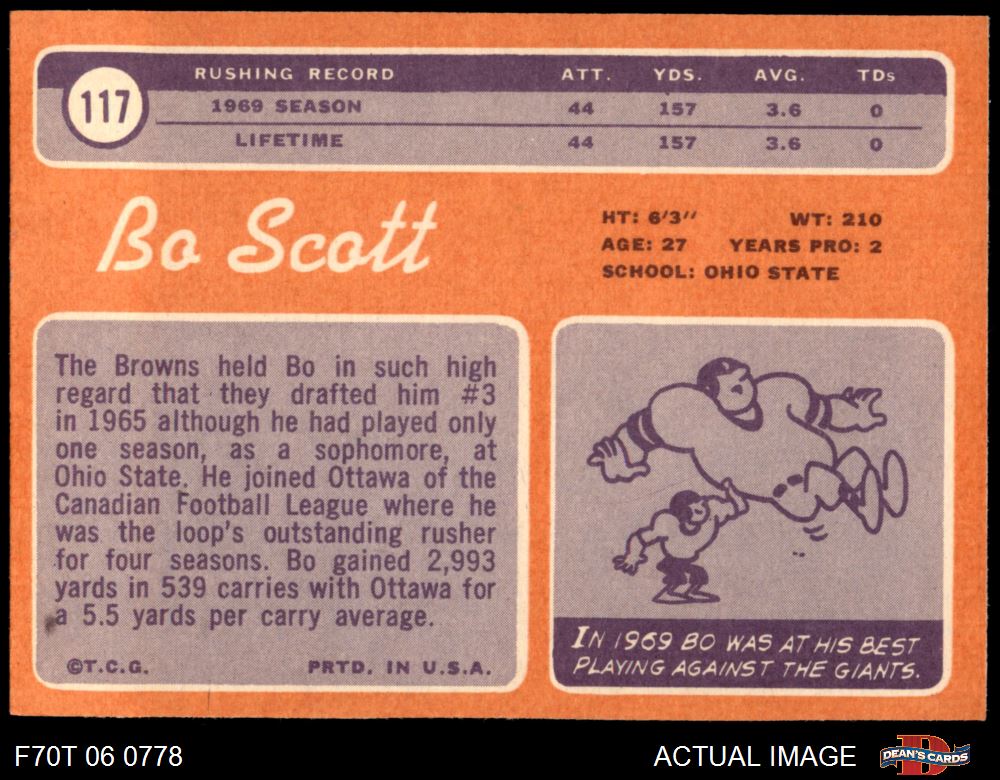 117
RUSHING RECORD ATT. YDS. AVG. TDs
1969 SEASON 44 157 3.6 0
LIFETIME 44 157 3.6 0
Bo Scott
HT: 6'3" WT: 210
AGE: 27 YEARS PRO: 2
SCHOOL: OHIO STATE
The Browns held Bo in such high
regard that they drafted him #3
in 1965 although he had played only
one season, as a sophomore, at
Ohio State. He joined Ottawa of the
Canadian Football League where he
was the loop's outstanding rusher
for four seasons. Bo gained 2,993
yards in 539 carries with Ottawa for
a 5.5 yards per carry average.
©T.C.G. PRTD. IN U.S.A.
IN 1969 BO WAS AT HIS BEST
PLAYING AGAINST THE GIANTS.
F70T 06 0778 ACTUAL IMAGE DEAN'S CARDS